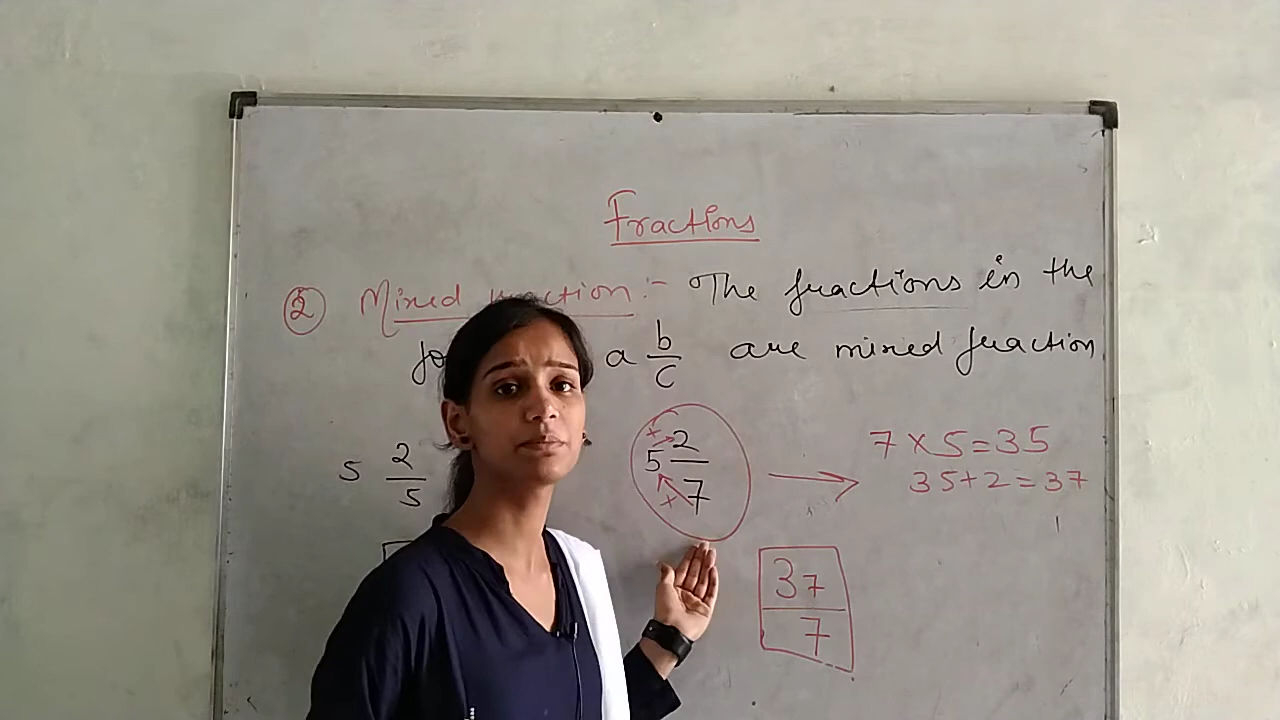 Fractions
② Mixed :- The fractions in the
a b/c are mixed fraction
5 2/5
5 2/7
× +
7 × 5 = 35
35 + 2 = 37
37/7